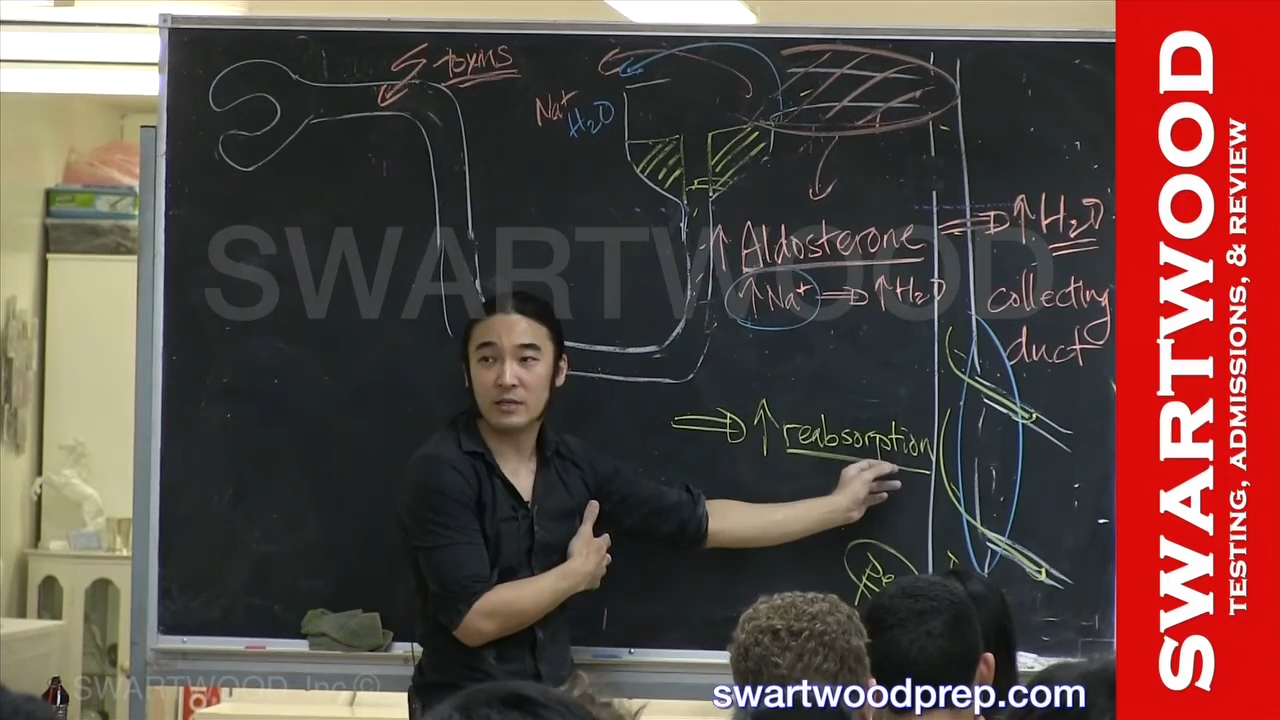 toxins
Na⁺
H₂O
↑ Aldosterone ⇒ ↑ H₂O
↑ Na⁺ ⇒ ↑ H₂O
collecting
duct
⇒ ↑ reabsorption
SWARTWOOD
SWARTWOOD, Inc ©
swartwoodprep.com
SWARTWOOD
TESTING, ADMISSIONS, & REVIEW